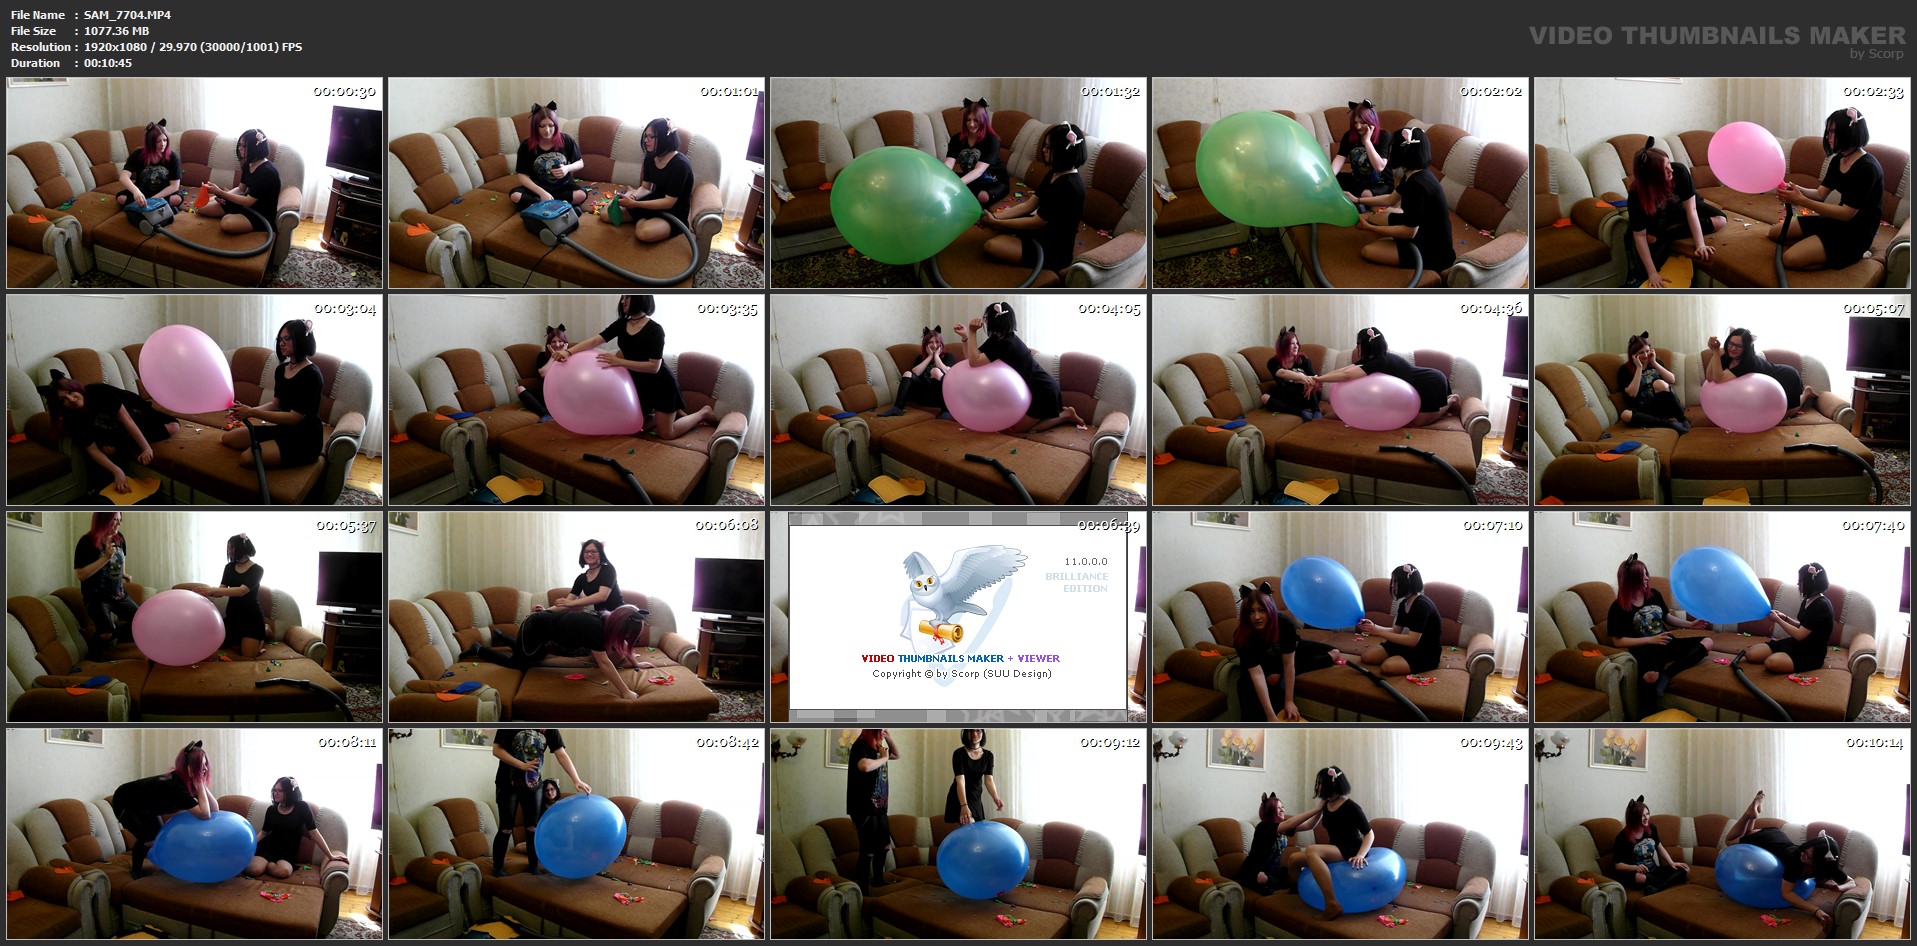 File Name : SAM_7704.MP4
File Size : 1077.36 MB
Resolution : 1920x1080 / 29.970 (30000/1001) FPS
Duration : 00:10:45
VIDEO THUMBNAILS MAKER
by Scorp
00:00:30
00:01:01
00:01:32
00:02:02
00:02:33
00:03:04
00:03:35
00:04:05
00:04:36
00:05:07
00:05:37
00:06:08
00:06:39
11.0.0.0
BRILLIANCE
EDITION
VIDEO THUMBNAILS MAKER + VIEWER
Copyright © by Scorp (SUU Design)
00:07:10
00:07:40
00:08:11
00:08:42
00:09:12
00:09:43
00:10:14